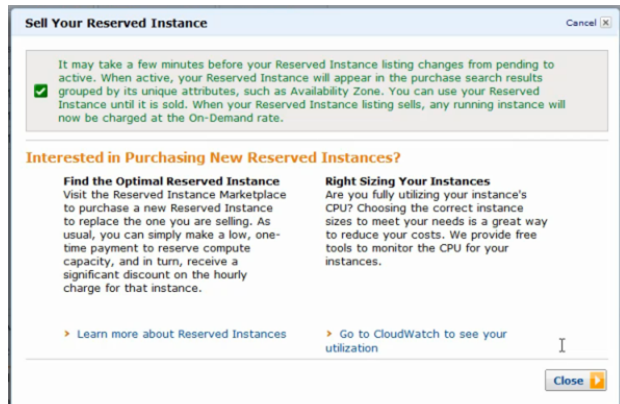 Sell Your Reserved Instance
Cancel
It may take a few minutes before your Reserved Instance listing changes from pending to
active. When active, your Reserved Instance will appear in the purchase search results
grouped by its unique attributes, such as Availability Zone. You can use your Reserved
Instance until it is sold. When your Reserved Instance listing sells, any running instance will
now be charged at the On-Demand rate.
Interested in Purchasing New Reserved Instances?
Find the Optimal Reserved Instance
Visit the Reserved Instance Marketplace
to purchase a new Reserved Instance
to replace the one you are selling. As
usual, you can simply make a low, one-
time payment to reserve compute
capacity, and in turn, receive a
significant discount on the hourly
charge for that instance.
Learn more about Reserved Instances
Right Sizing Your Instances
Are you fully utilizing your instance's
CPU? Choosing the correct instance
sizes to meet your needs is a great way
to reduce your costs. We provide free
tools to monitor the CPU for your
instances.
Go to CloudWatch to see your
utilization
Close